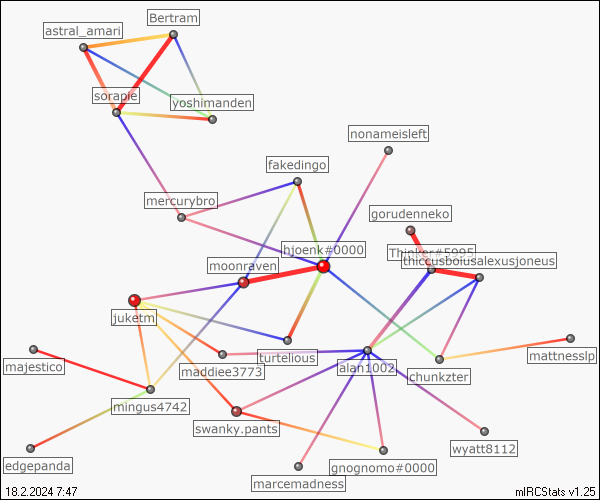 Bertram
astral_amari
sorapie
yoshimanden
nonameisleft
fakedingo
mercurybro
gorudenneko
hjoenk#0000
Thinker#5995
thiccusboiusalexusjoneus
moonraven
juketm
turtelious
majestico
maddiee3773
alan1002
chunkzter
mattnesslp
mingus4742
swanky.pants
wyatt8112
edgepanda
gnognomo#0000
marcemadness
18.2.2024 7:47
mIRCStats v1.25